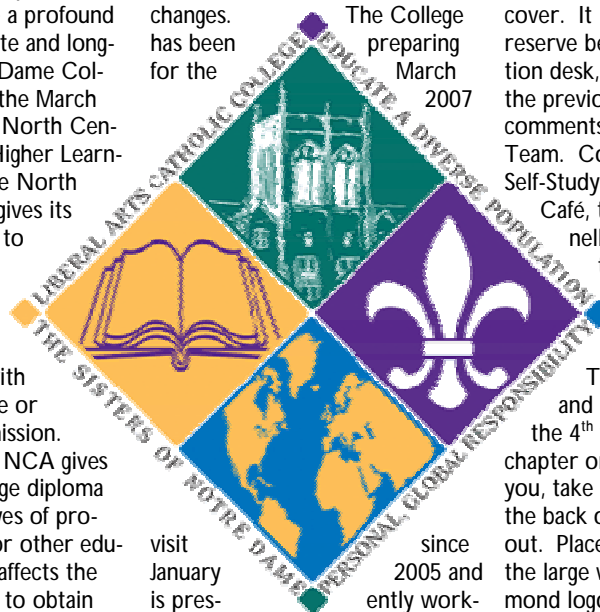 a profound
te and long-
Dame Col-
the March
North Cen-
Higher Learn-
e North
gives its
to
ith
e or
ission.
NCA gives
ge diploma
ves of pro-
or other edu-
affects the
to obtain
changes. The College
has been preparing
for the March
2007
visit since
January 2005 and
is pres- ently work-
LIBERAL ARTS CATHOLIC COLLEGE
EDUCATE A DIVERSE POPULATION
THE SISTERS OF NOTRE DAME
PERSONAL, GLOBAL RESPONSIBILITY
cover. It
reserve be
tion desk,
the previo
comments
Team. Co
Self-Study
Café, t
nell
T
and
the 4th
chapter or
you, take
the back c
out. Place
the large v
mond logo